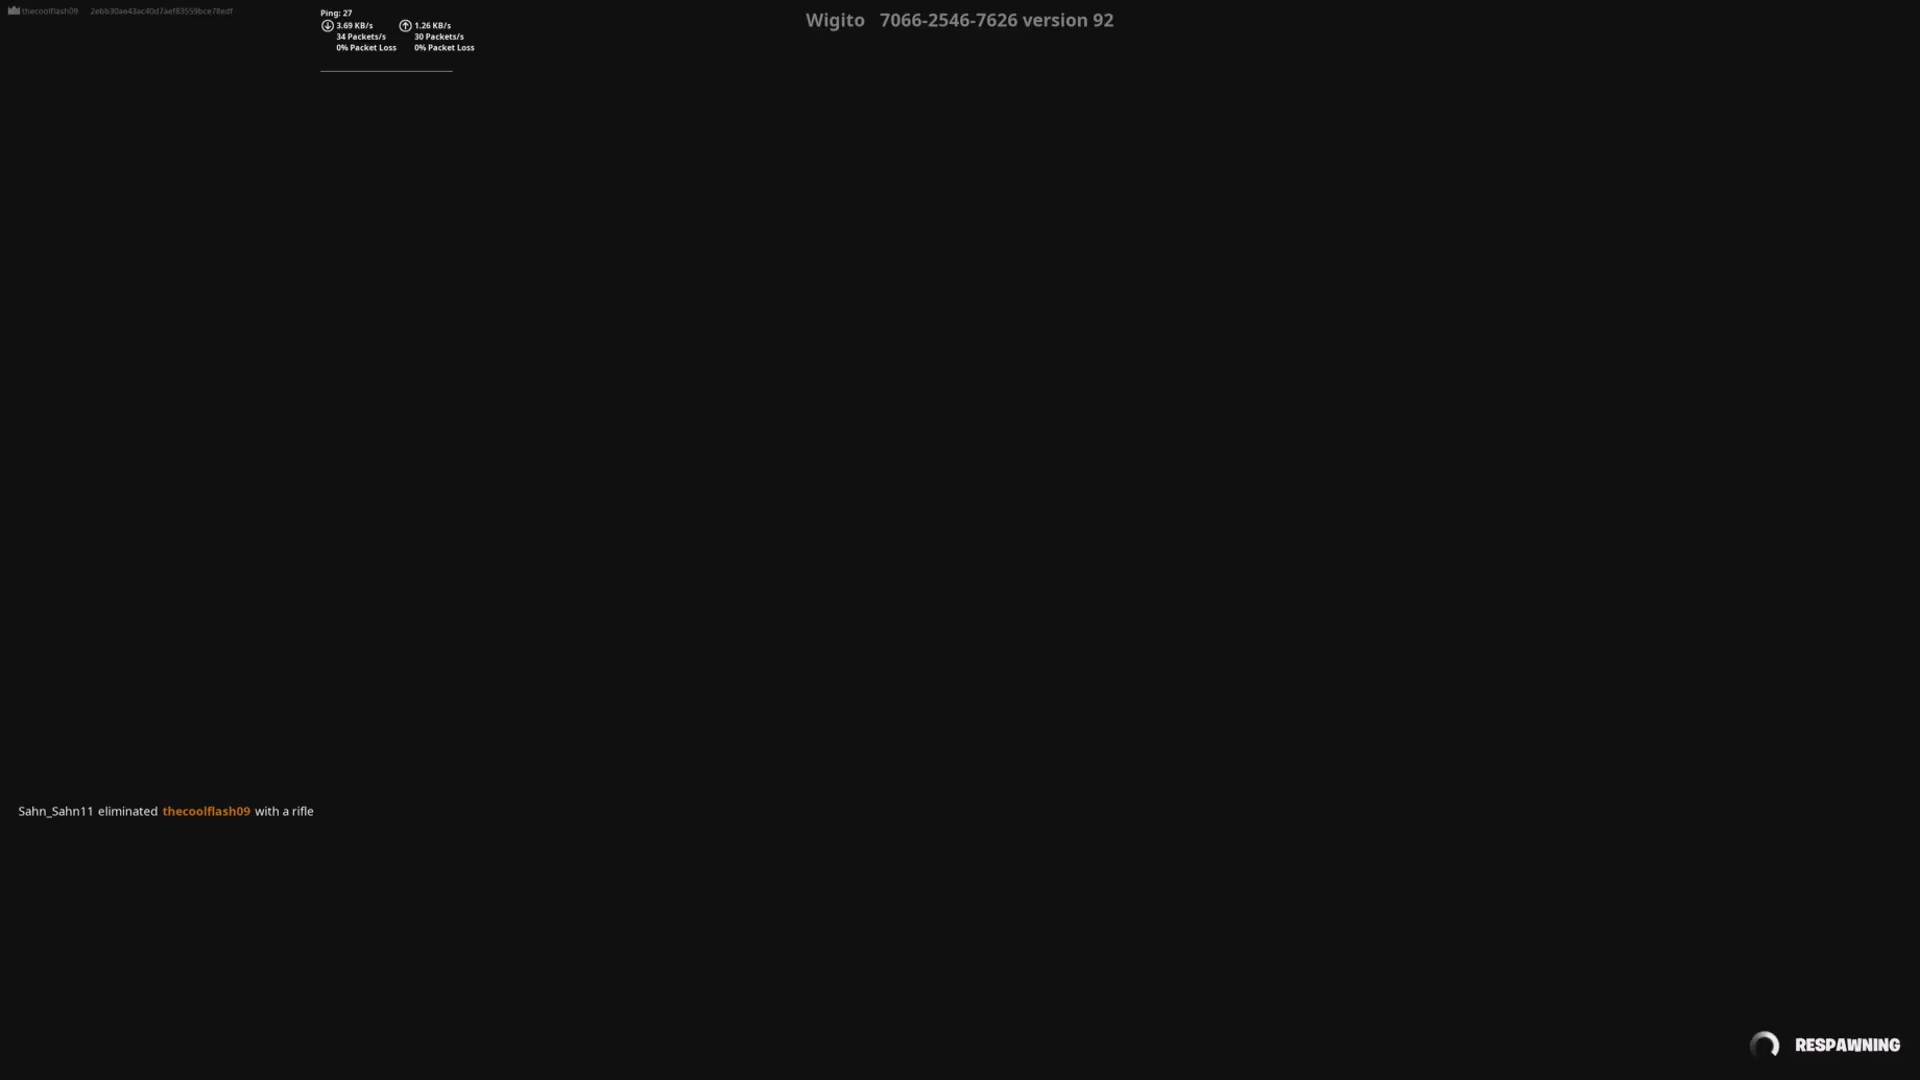 thecoolflash09
Ping: 27
3.69 KB/s 1.26 KB/s
34 Packets/s 30 Packets/s
0% Packet Loss 0% Packet Loss
Wigito 7066-2546-7626 version 92
Sahn_Sahn11 eliminated thecoolflash09 with a rifle
RESPAWNING